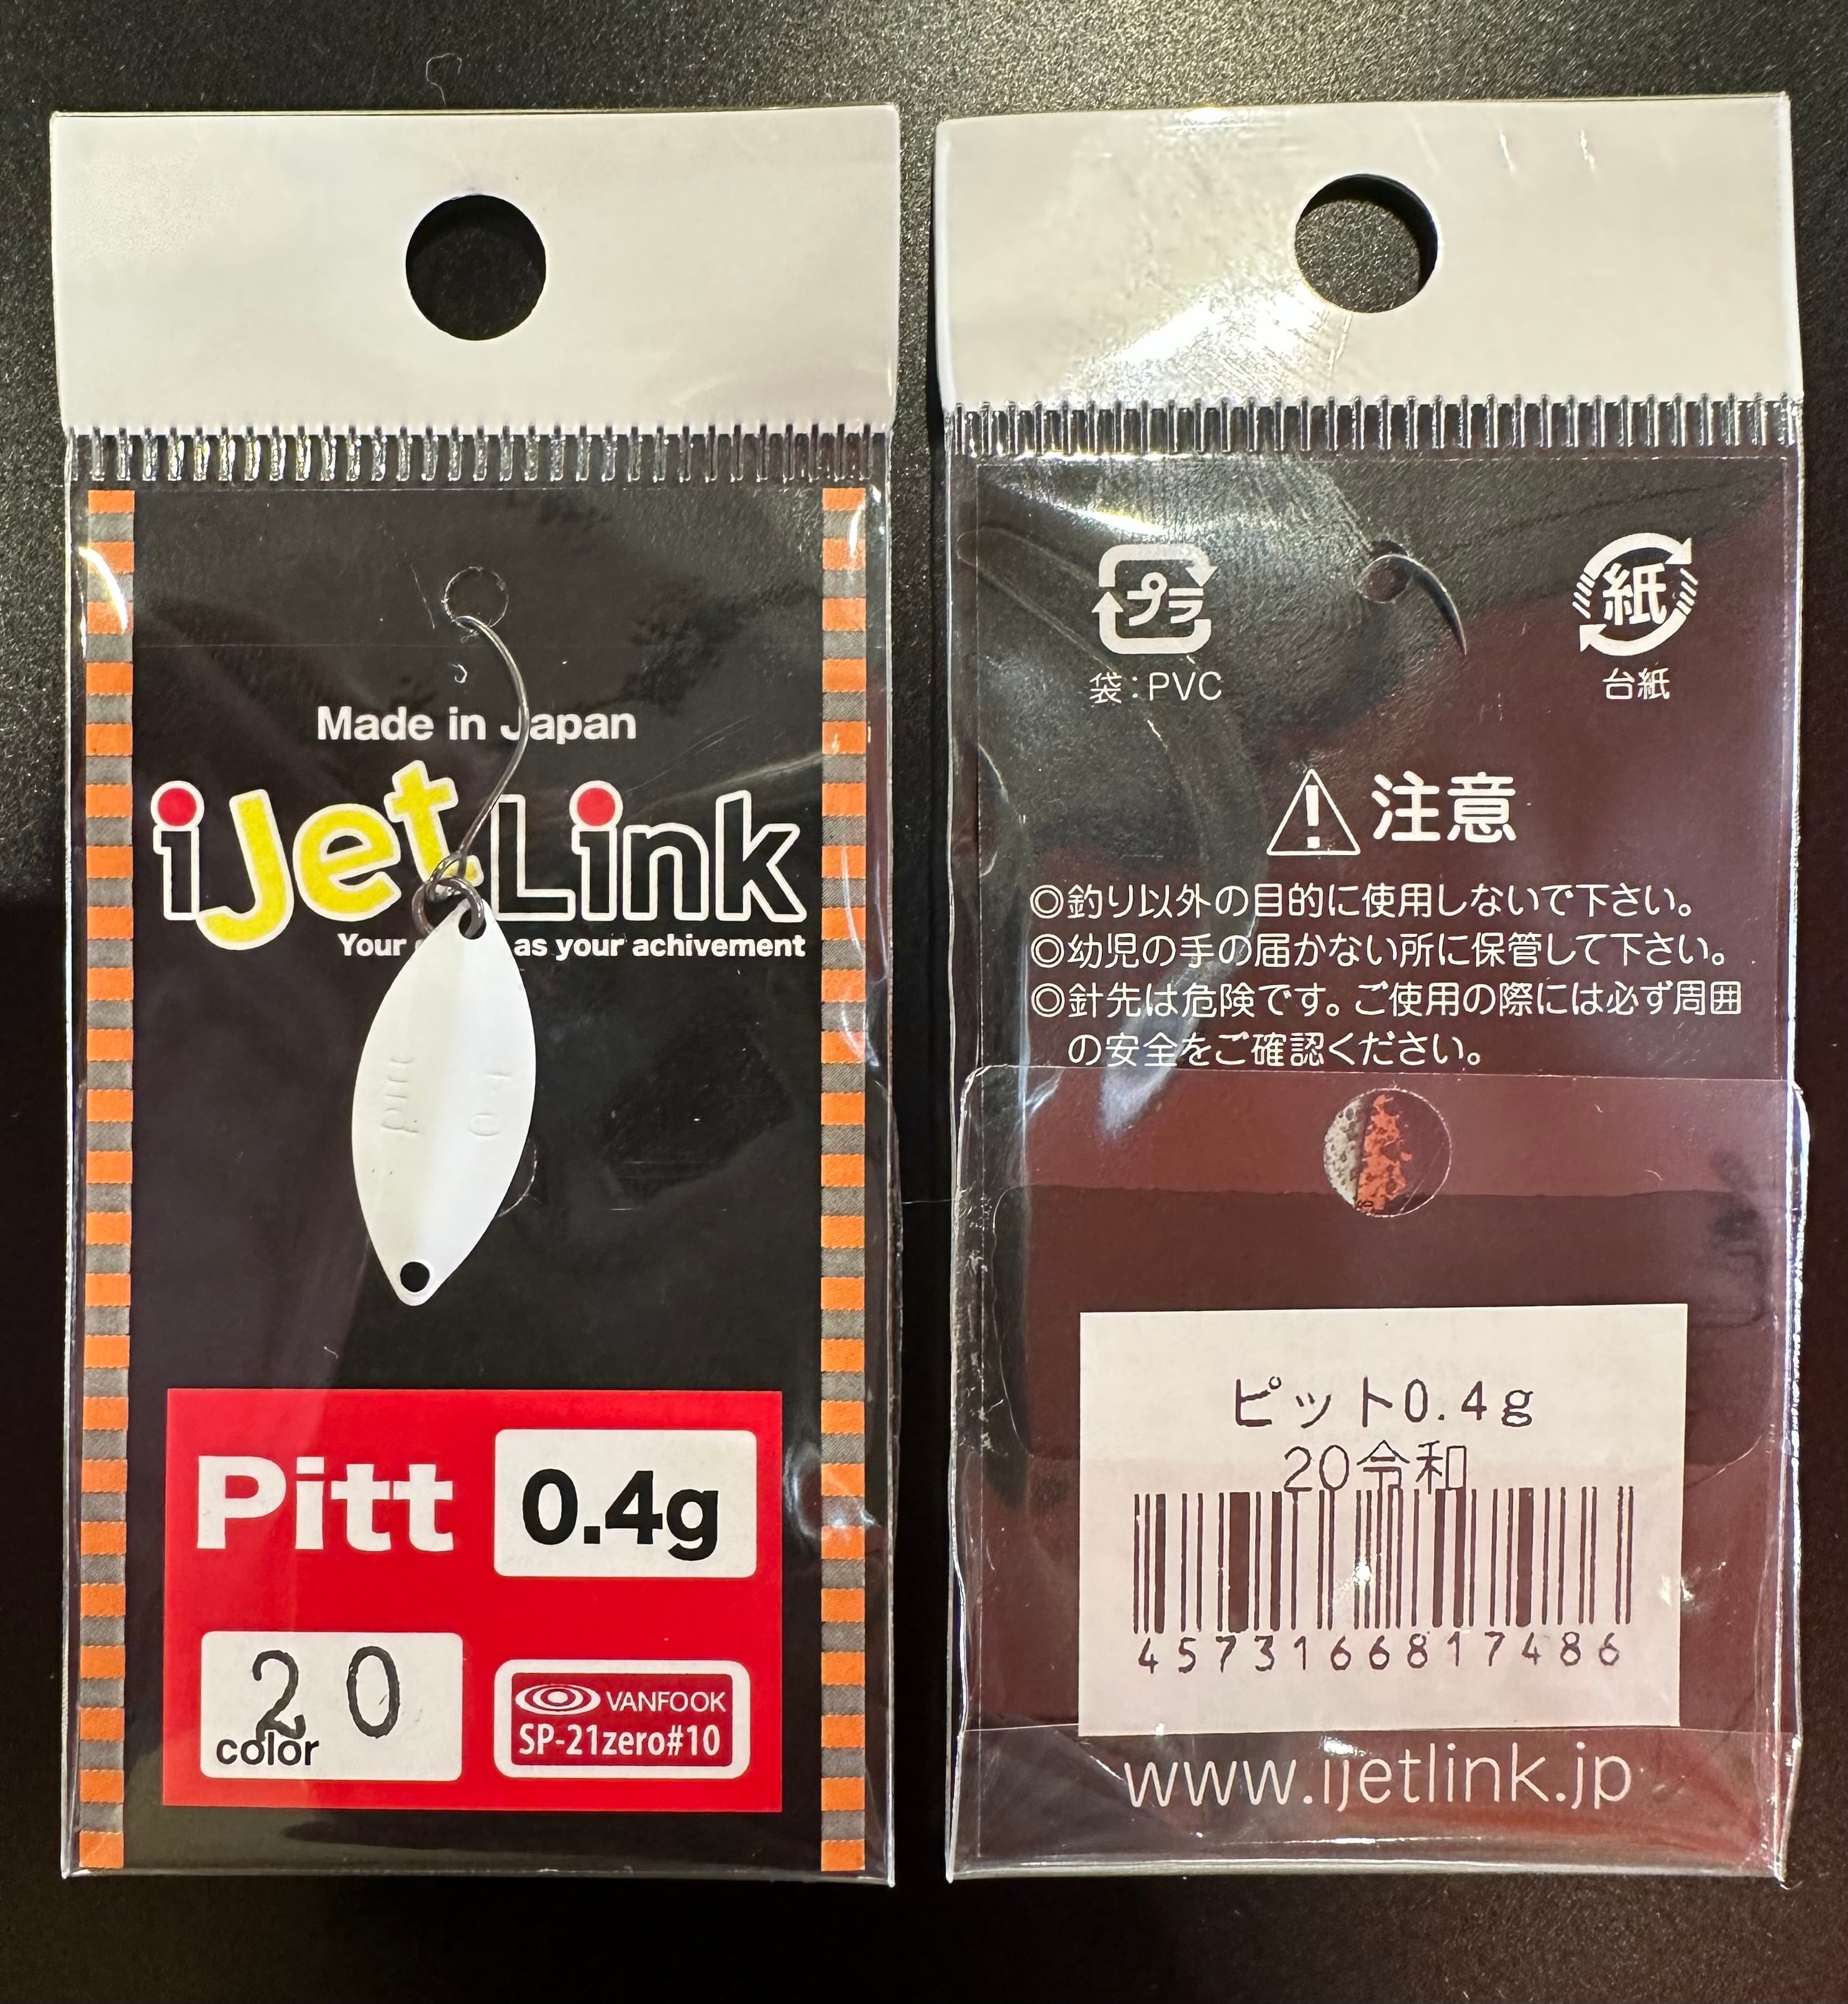 Made in Japan
iJetLink
Your as your achivement
Pitt 0.4g
20
color
VANFOOK
SP-21zero#10
プラ
袋：PVC
紙
台紙
注意
◎釣り以外の目的に使用しないで下さい。
◎幼児の手の届かない所に保管して下さい。
◎針先は危険です。ご使用の際には必ず周囲
の安全をご確認ください。
ピット0.4g
20令和
4573166817486
www.ijetlink.jp